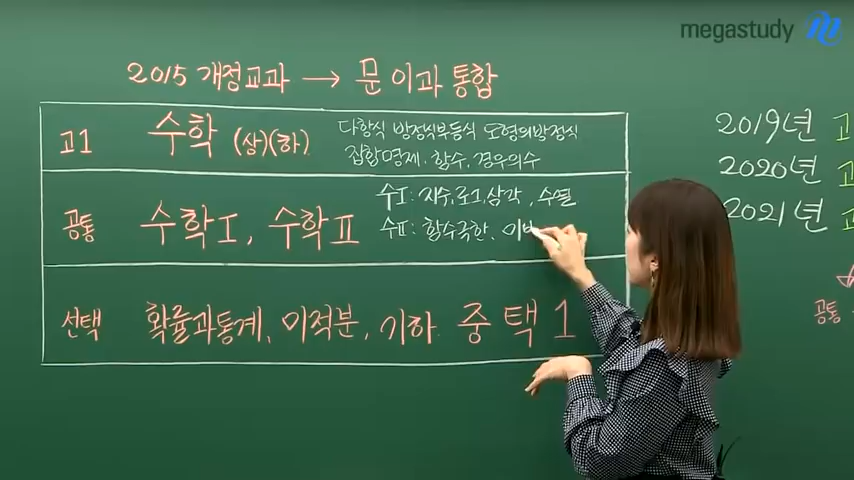 megastudy
2015 개정교과 → 문 이과 통합
고1 수학 (상)(하) 다항식 방정식부등식 도형의방정식
집합명제. 함수. 경우의수
공통 수학Ⅰ, 수학Ⅱ
수Ⅰ: 지수,로그,삼각, 수열
수Ⅱ: 함수극한, 미
선택 확률과통계, 미적분, 기하 중 택 1
2019년 고
2020년 고
2021년 고
공통